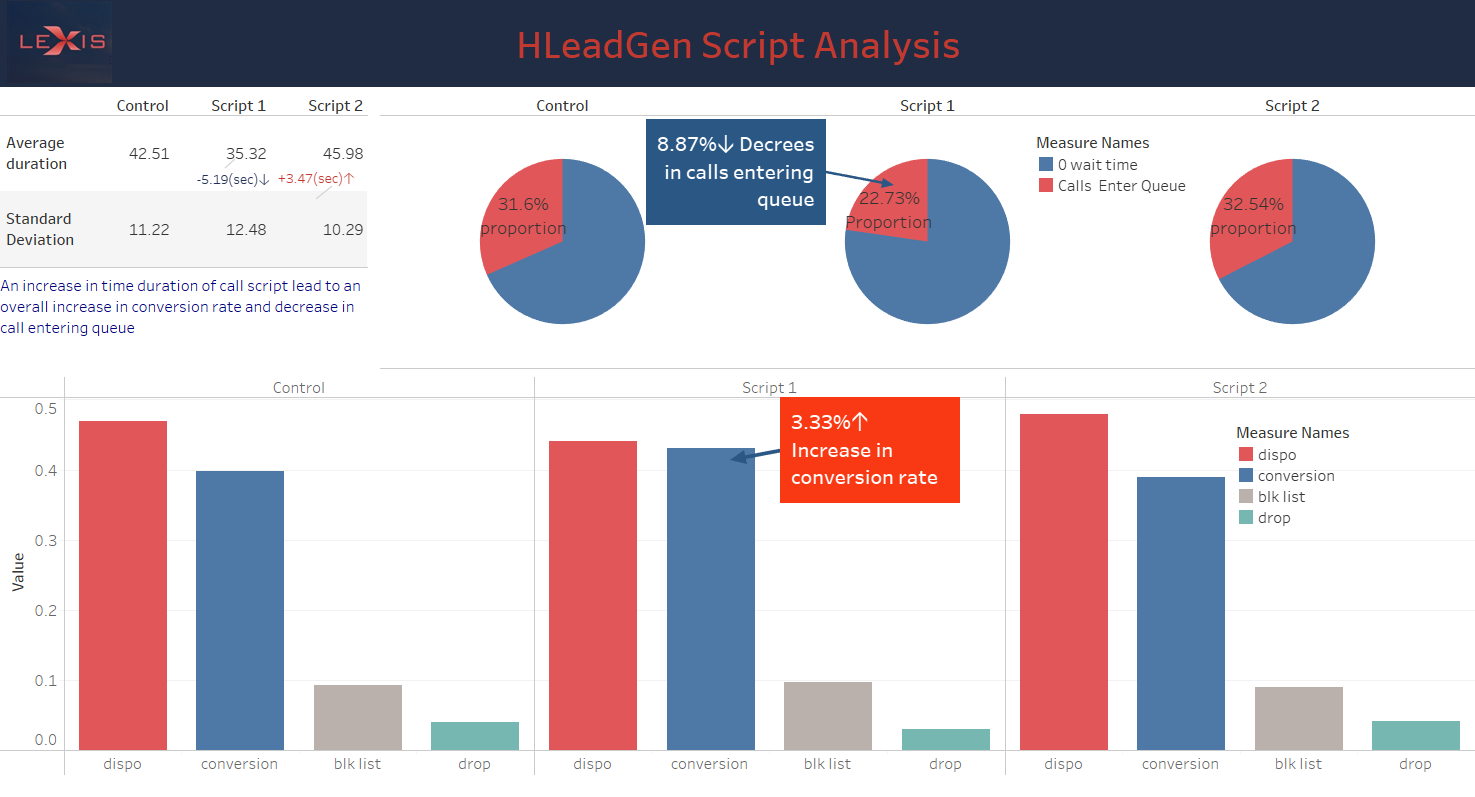 LEXIS
HLeadGen Script Analysis
Control Script 1 Script 2
Average
duration
42.51 35.32 45.98
-5.19(sec)↓ +3.47(sec)↑
Standard
Deviation
11.22 12.48 10.29
An increase in time duration of call script lead to an
overall increase in conversion rate and decrease in
call entering queue
Control Script 1 Script 2
31.6%
proportion
8.87%↓ Decrees
in calls entering
queue
22.73%
Proportion
Measure Names
0 wait time
Calls Enter Queue
32.54%
proportion
Control Script 1 Script 2
Value
0.5
0.4
0.3
0.2
0.1
0.0
3.33%↑
Increase in
conversion rate
Measure Names
dispo
conversion
blk list
drop
dispo conversion blk list drop dispo conversion blk list drop dispo conversion blk list drop